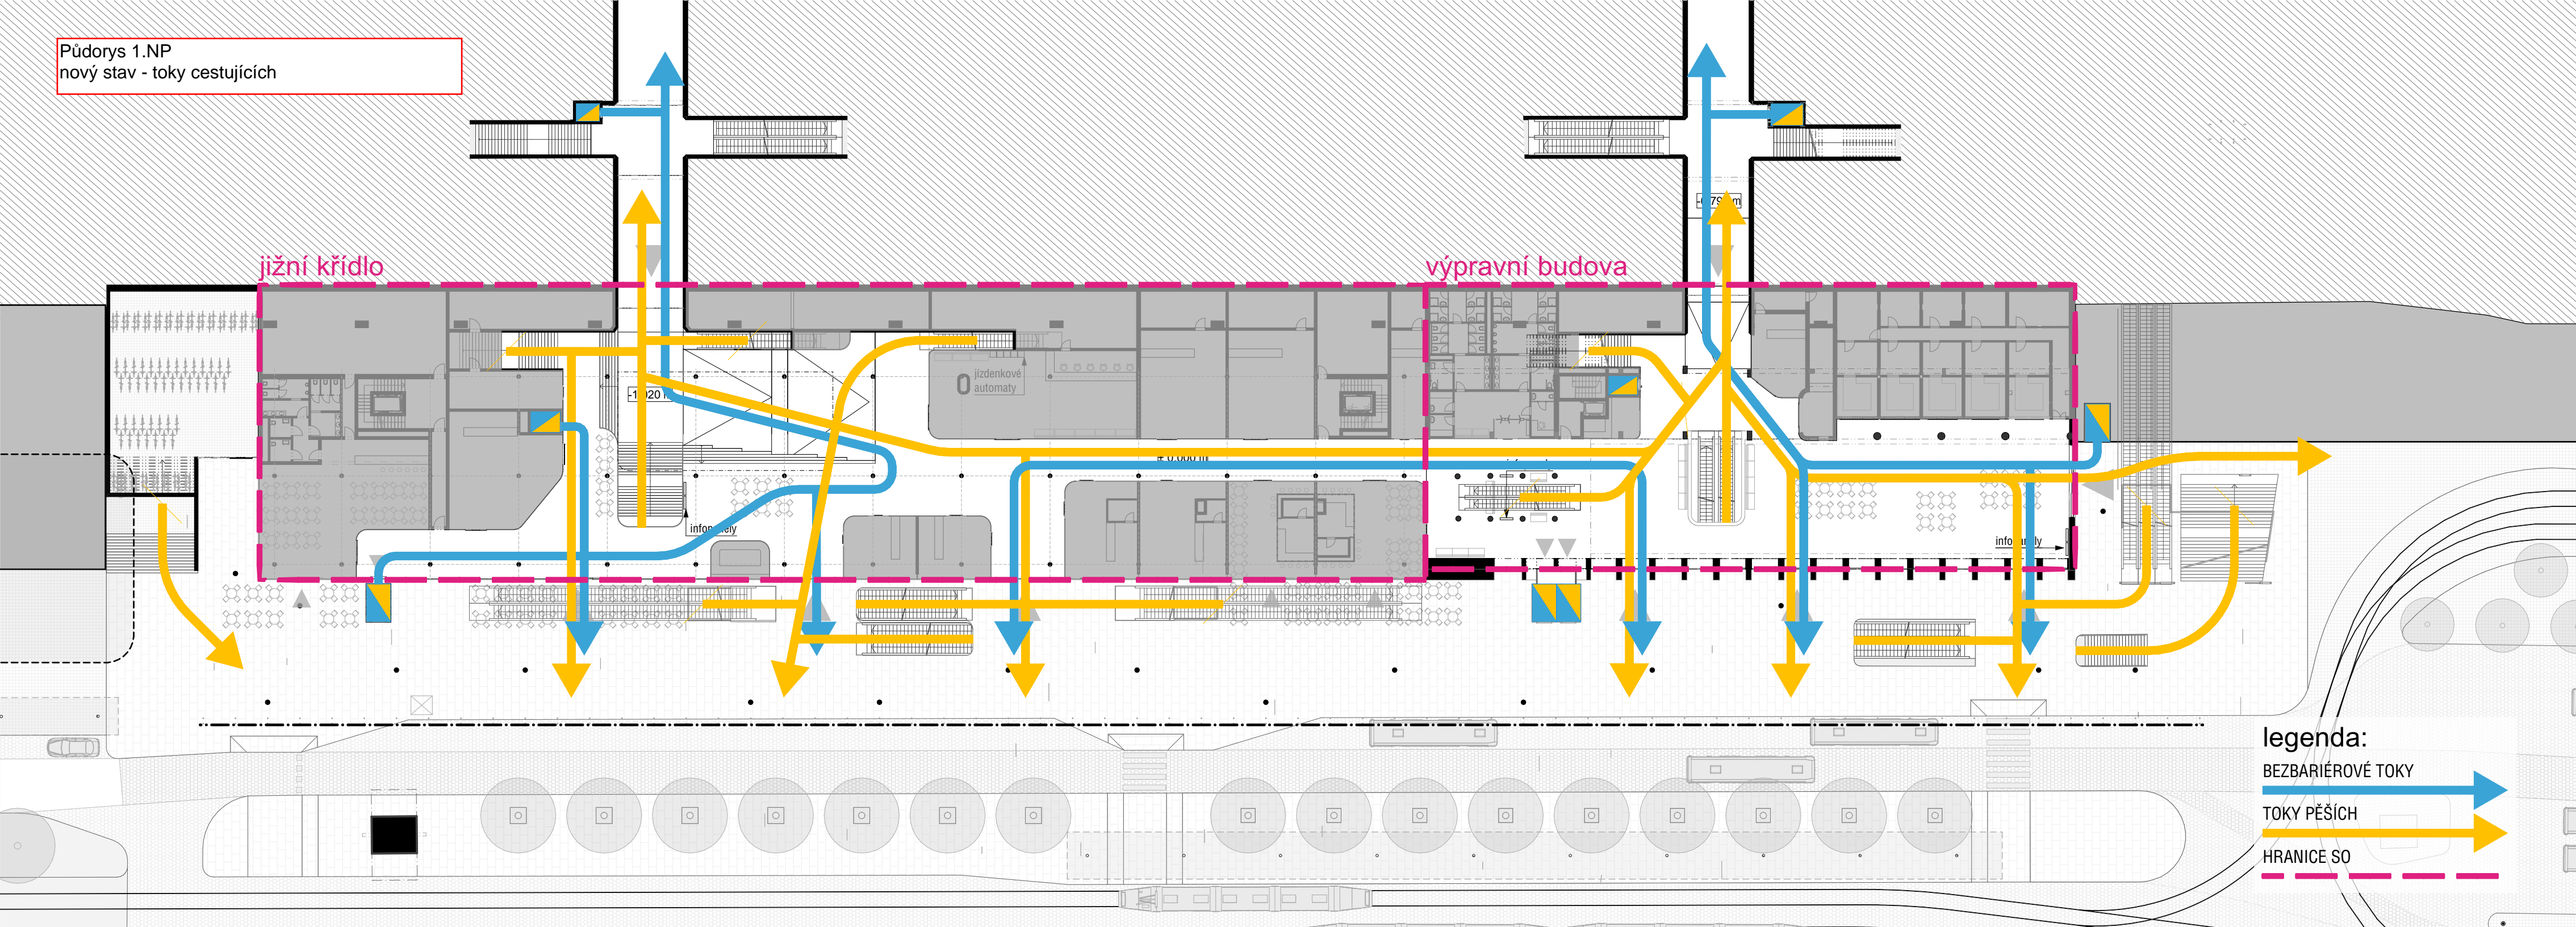 Půdorys 1.NP
nový stav - toky cestujících
jižní křídlo
výpravní budova
jízdenkové
automaty
infopanely
legenda:
BEZBARIÉROVÉ TOKY
TOKY PĚŠÍCH
HRANICE SO